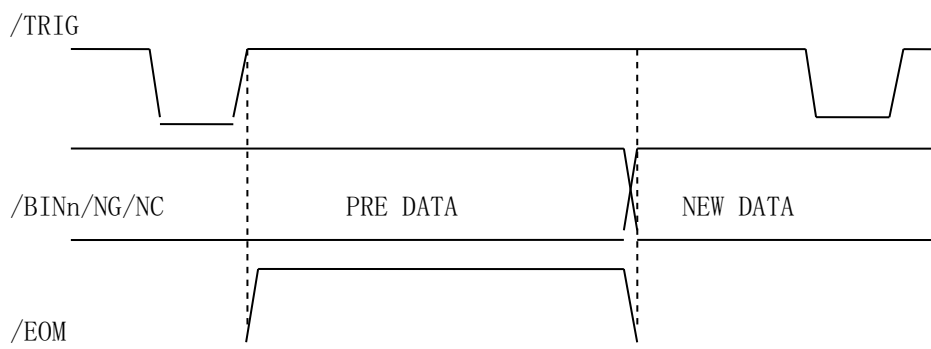 /TRIG
/BINn/NG/NC PRE DATA NEW DATA
/EOM